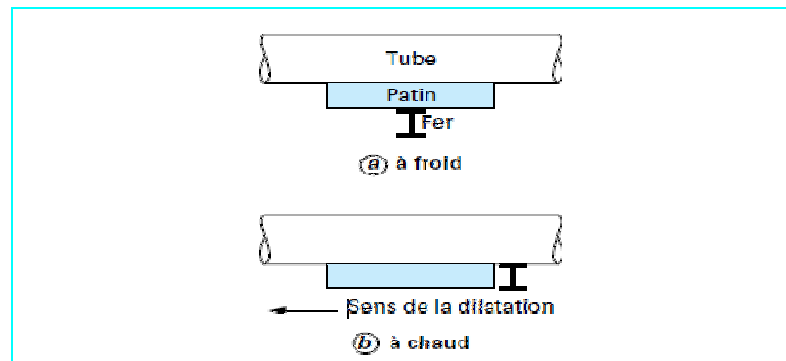 Tube
Patin
Fer
a à froid
Sens de la dilatation
b à chaud